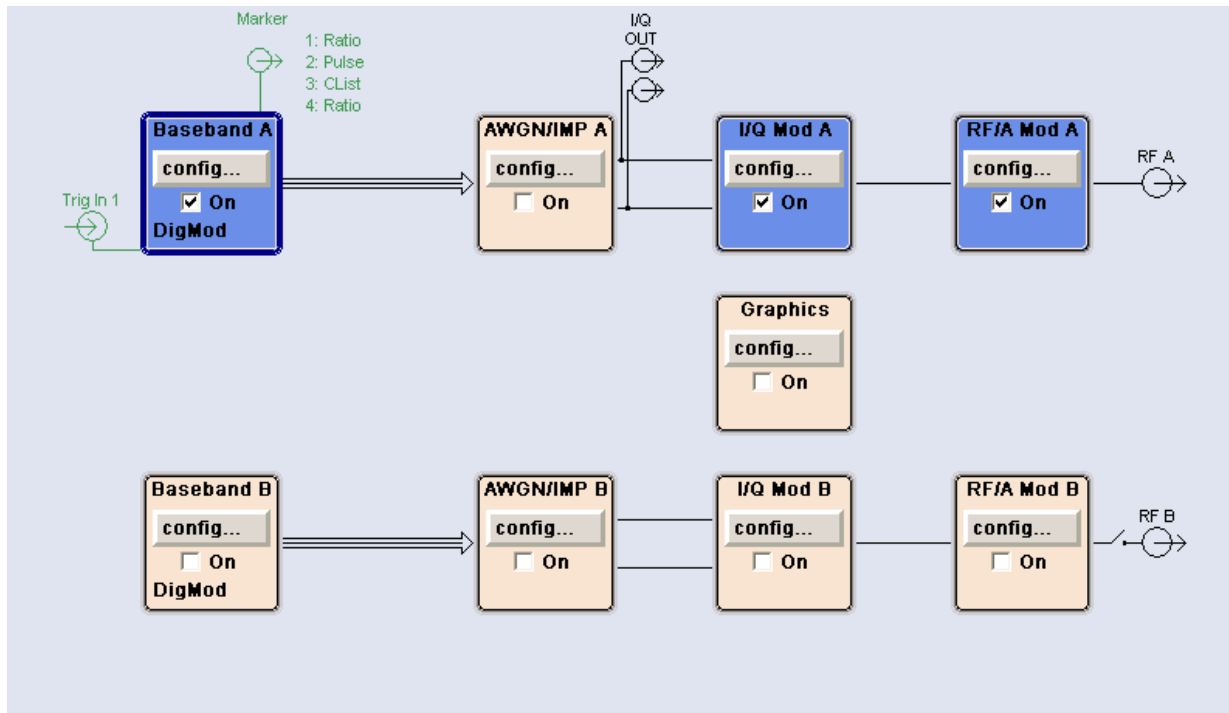 Marker
1: Ratio
2: Pulse
3: CList
4: Ratio
I/Q
OUT
Baseband A
config...
On
DigMod
Trig In 1
AWGN/IMP A
config...
On
I/Q Mod A
config...
On
RF/A Mod A
config...
On
RF A
Graphics
config...
On
Baseband B
config...
On
DigMod
AWGN/IMP B
config...
On
I/Q Mod B
config...
On
RF/A Mod B
config...
On
RF B